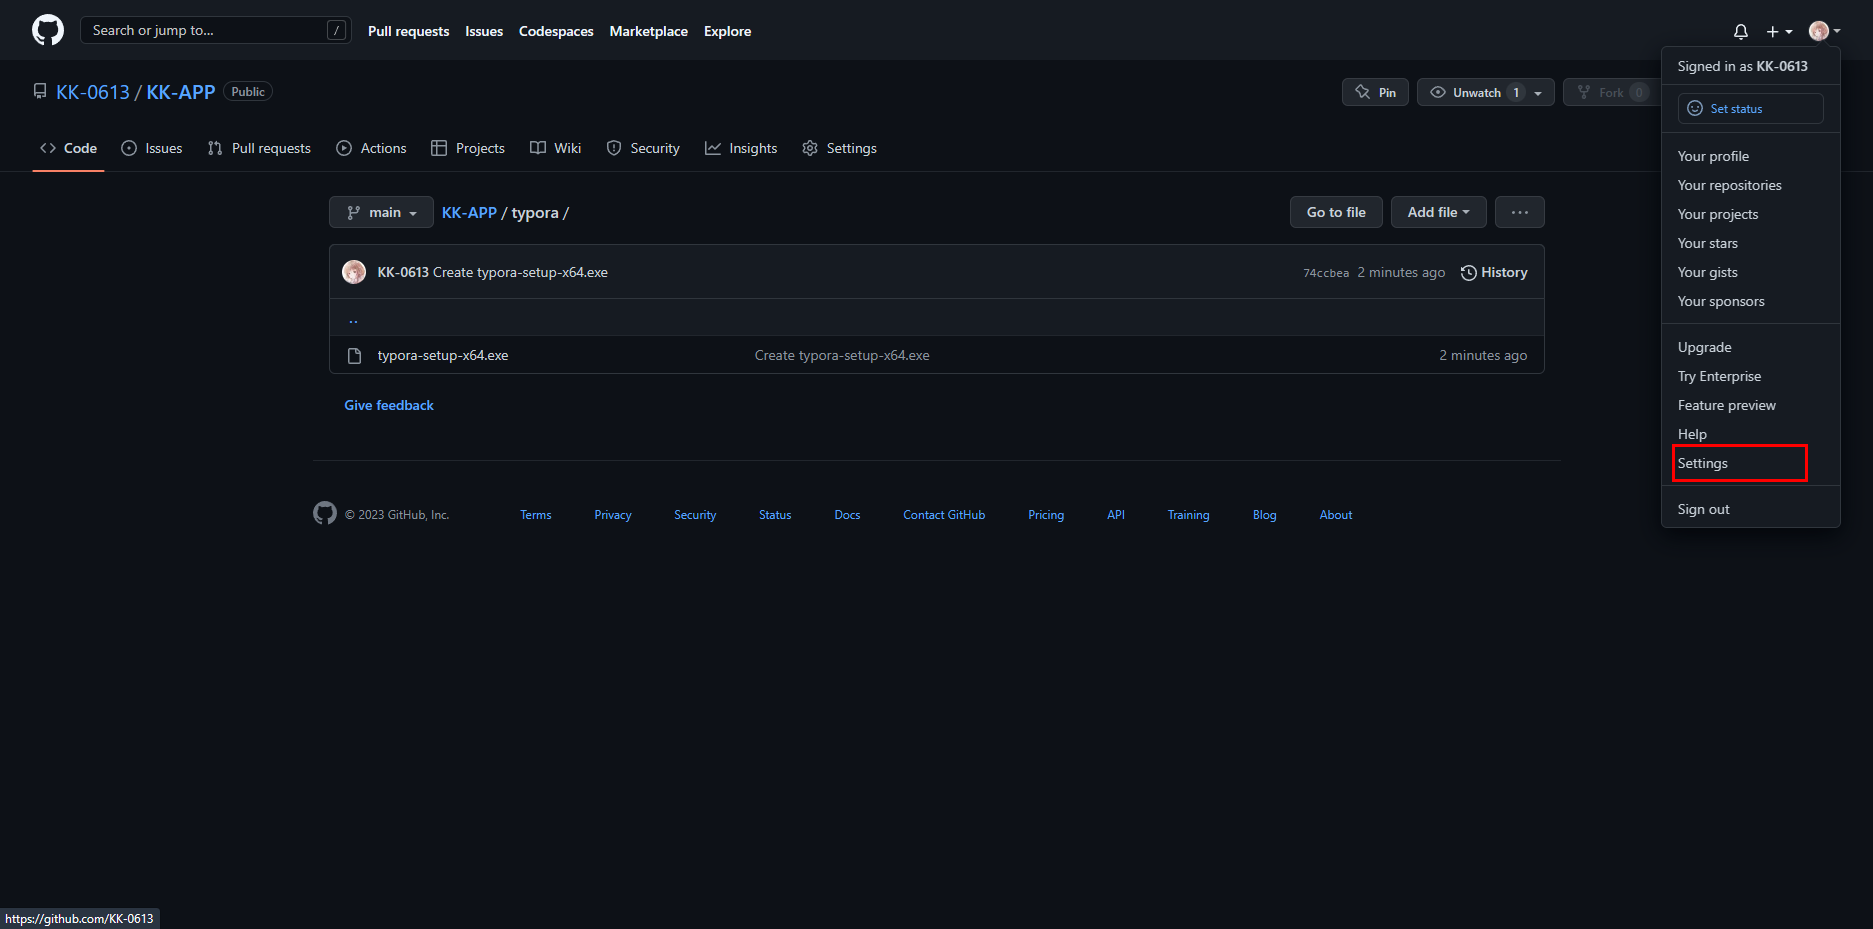 Search or jump to... /
Pull requests Issues Codespaces Marketplace Explore
Signed in as KK-0613
Set status
Your profile
Your repositories
Your projects
Your stars
Your gists
Your sponsors
Upgrade
Try Enterprise
Feature preview
Help
Settings
Sign out
KK-0613 / KK-APP Public
Pin Unwatch 1 Fork 0
Code Issues Pull requests Actions Projects Wiki Security Insights Settings
main KK-APP / typora /
Go to file Add file ...
KK-0613 Create typora-setup-x64.exe 74ccbea 2 minutes ago History
..
typora-setup-x64.exe Create typora-setup-x64.exe 2 minutes ago
Give feedback
© 2023 GitHub, Inc. Terms Privacy Security Status Docs Contact GitHub Pricing API Training Blog About
https://github.com/KK-0613